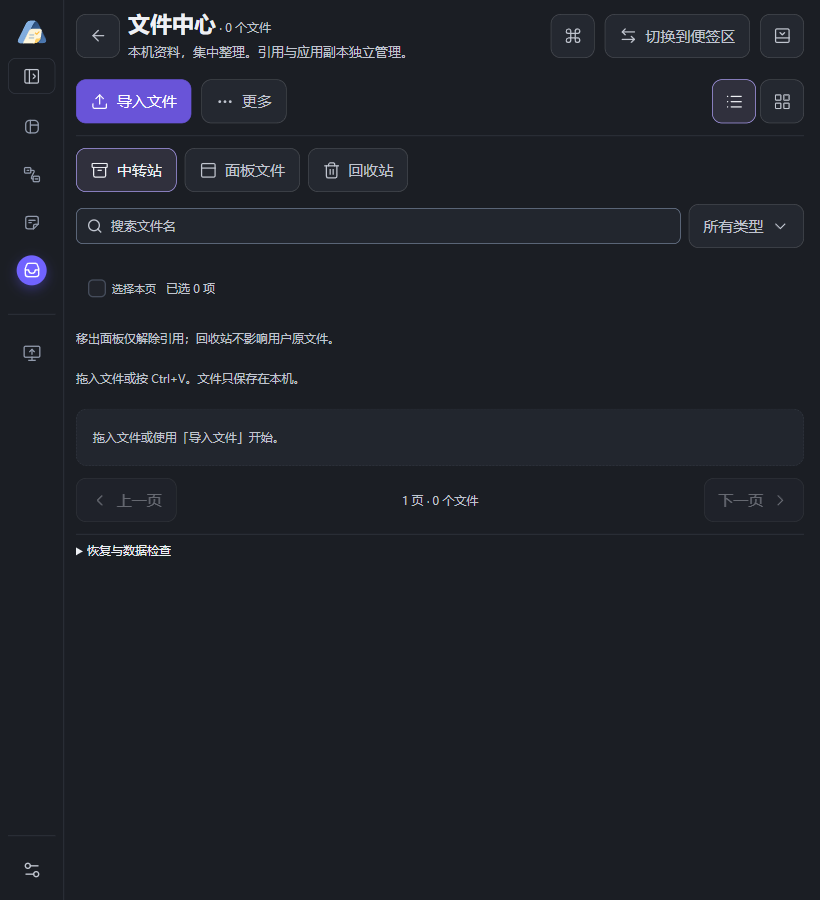 文件中心 · 0 个文件
本机资料，集中整理。引用与应用副本独立管理。
切换到便签区
导入文件
更多
中转站
面板文件
回收站
搜索文件名
所有类型
选择本页 已选 0 项
移出面板仅解除引用；回收站不影响用户原文件。
拖入文件或按 Ctrl+V。文件只保存在本机。
拖入文件或使用「导入文件」开始。
上一页
1 页 · 0 个文件
下一页
恢复与数据检查